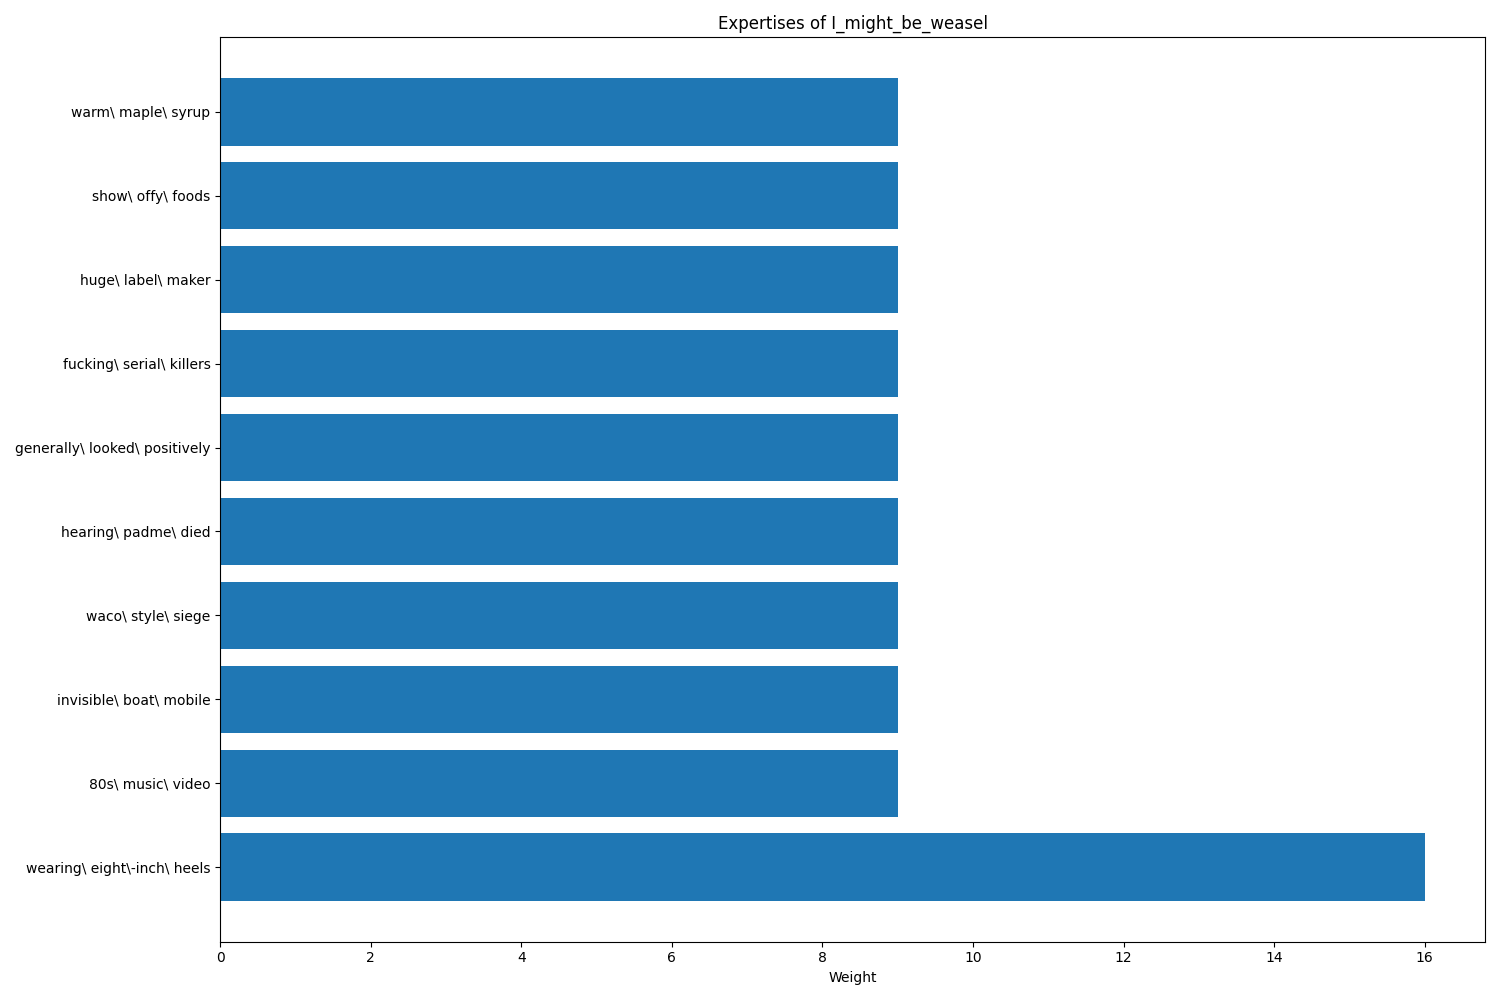 Expertises of I_might_be_weasel
warm\ maple\ syrup
show\ offy\ foods
huge\ label\ maker
fucking\ serial\ killers
generally\ looked\ positively
hearing\ padme\ died
waco\ style\ siege
invisible\ boat\ mobile
80s\ music\ video
wearing\ eight\-inch\ heels
0 2 4 6 8 10 12 14 16
Weight